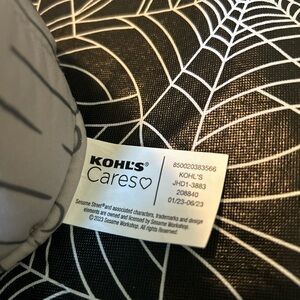 KOHL'S®
Cares♡
850020383566
KOHL'S
JHD1-3883
208840
01/23-06/23
Sesame Street® and associated characters, trademarks and design
elements are owned and licensed by Sesame Workshop.
© 2023 Sesame Workshop. All rights reserved.